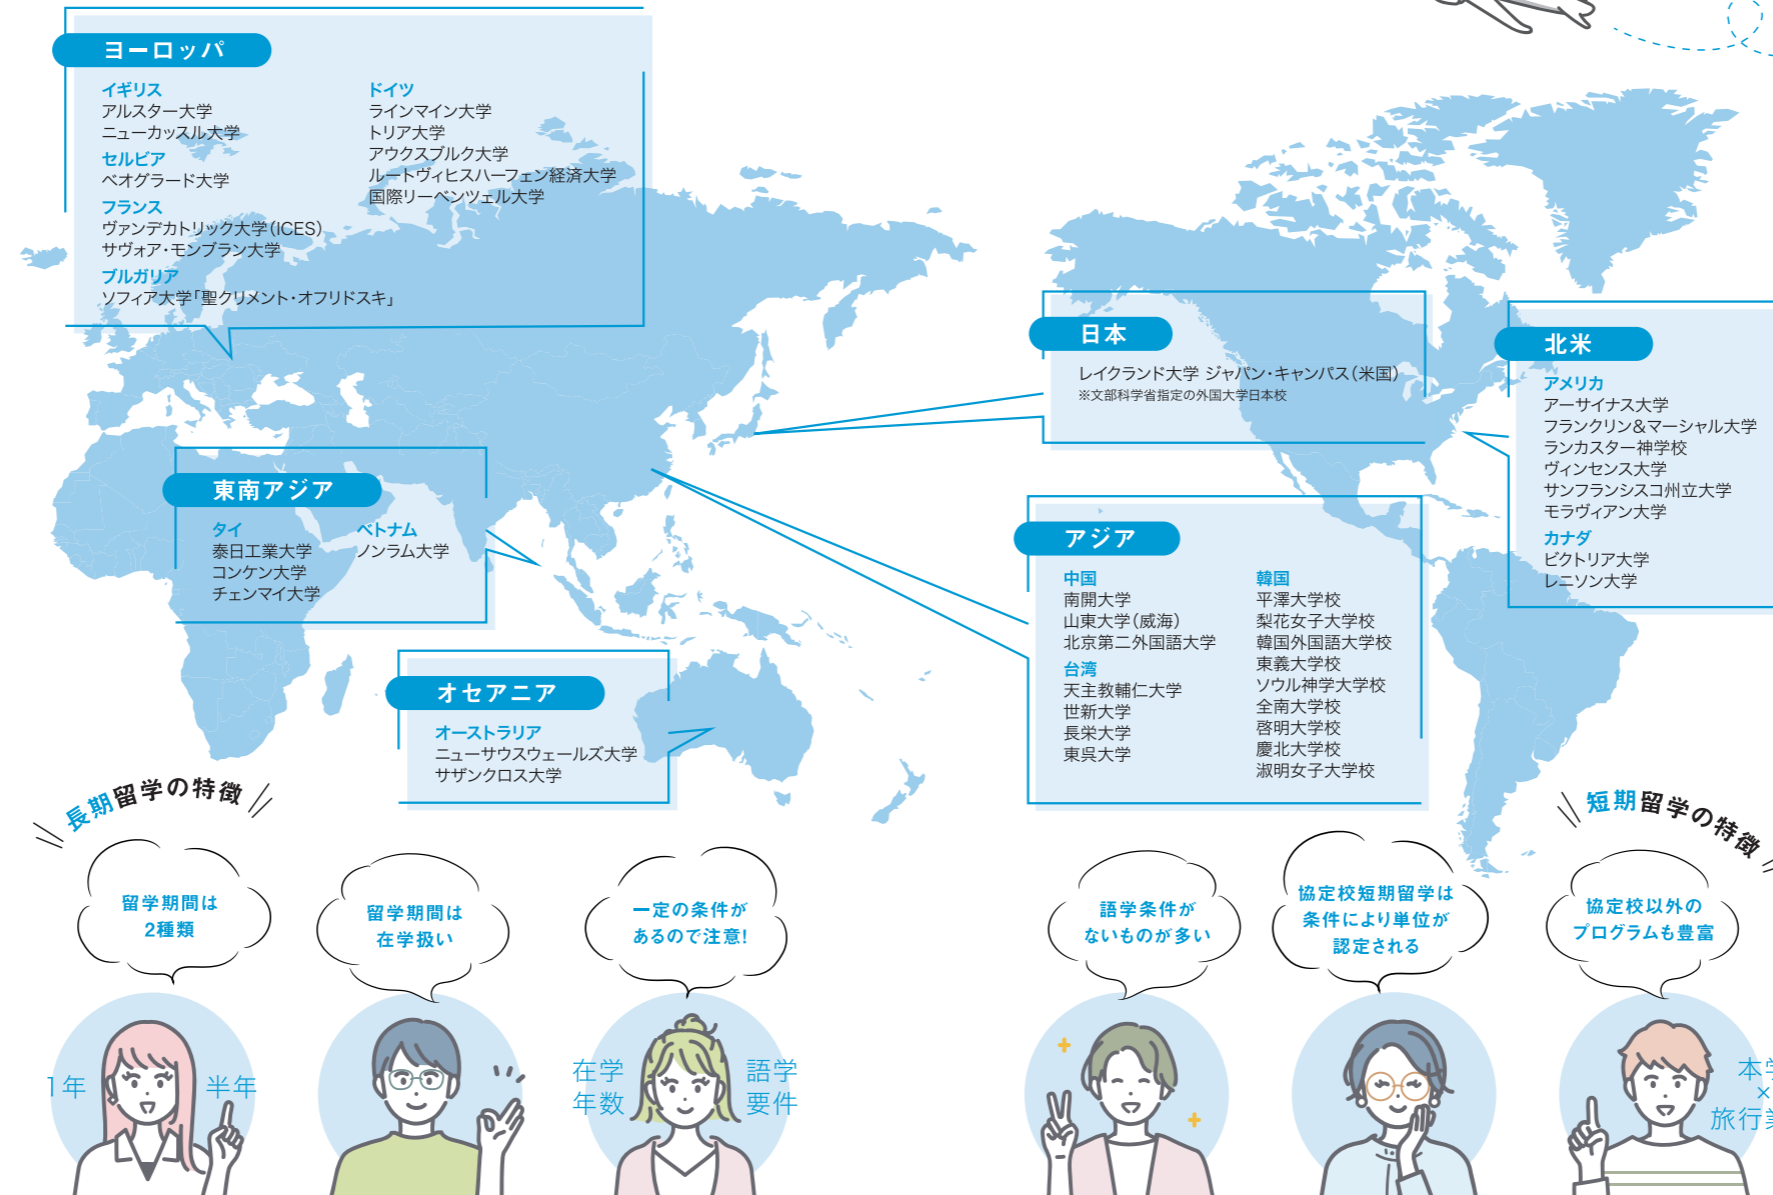 ヨーロッパ
イギリス
アルスター大学
ニューカッスル大学
セルビア
ベオグラード大学
フランス
ヴァンデカトリック大学(ICES)
サヴォア・モンブラン大学
ブルガリア
ソフィア大学「聖クリメント・オフリドスキ」
ドイツ
ラインマイン大学
トリア大学
アウクスブルク大学
ルートヴィヒスハーフェン経済大学
国際リーベンツェル大学
日本
レイクランド大学 ジャパン・キャンパス(米国)
※文部科学省指定の外国大学日本校
北米
アメリカ
アーサイナス大学
フランクリン&マーシャル大学
ランカスター神学校
ヴィンセンス大学
サンフランシスコ州立大学
モラヴィアン大学
カナダ
ビクトリア大学
レニソン大学
東南アジア
タイ
泰日工業大学
コンケン大学
チェンマイ大学
ベトナム
ノンラム大学
アジア
中国
南開大学
山東大学(威海)
北京第二外国語大学
台湾
天主教輔仁大学
世新大学
長栄大学
東呉大学
韓国
平澤大学校
梨花女子大学校
韓国外国語大学校
東義大学校
ソウル神学大学校
全南大学校
啓明大学校
慶北大学校
淑明女子大学校
オセアニア
オーストラリア
ニューサウスウェールズ大学
サザンクロス大学
長期留学の特徴
留学期間は
2種類
1年
半年
留学期間は
在学扱い
一定の条件が
あるので注意!
在学
年数
語学
要件
短期留学の特徴
語学条件が
ないものが多い
協定校短期留学は
条件により単位が
認定される
協定校以外の
プログラムも豊富
本
×
旅行